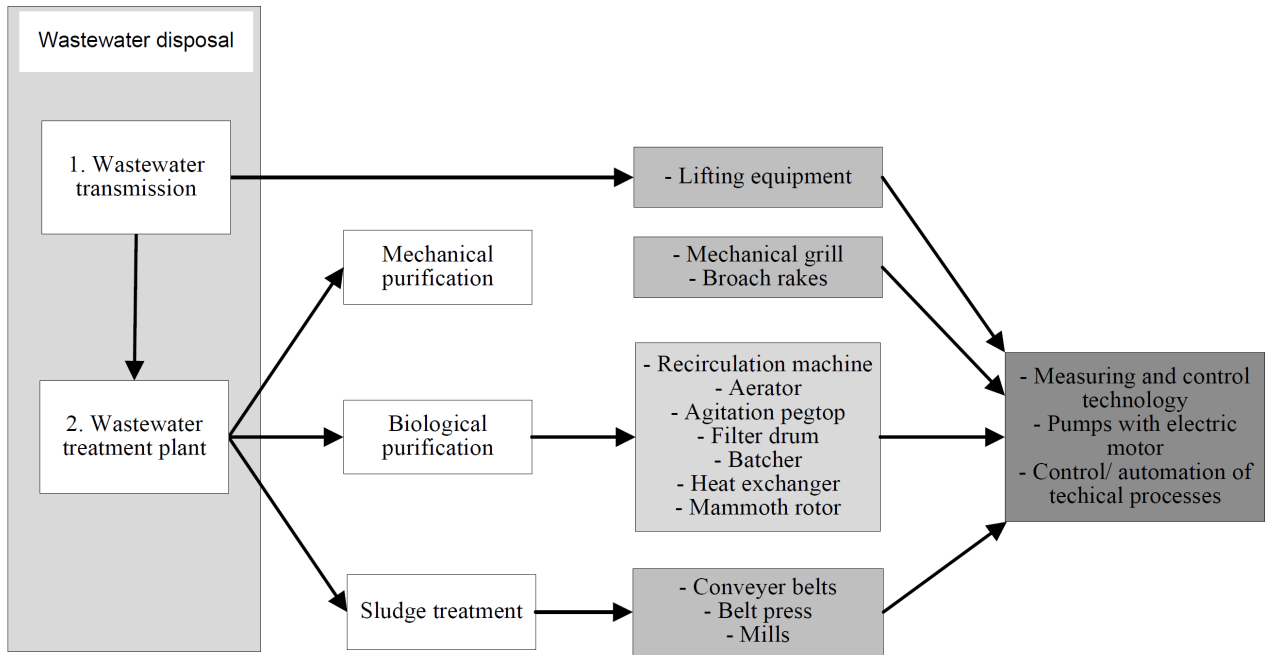 Wastewater disposal
1. Wastewater
transmission
- Lifting equipment
Mechanical
purification
- Mechanical grill
- Broach rakes
2. Wastewater
treatment plant
Biological
purification
- Recirculation machine
- Aerator
- Agitation pegtop
- Filter drum
- Batcher
- Heat exchanger
- Mammoth rotor
- Measuring and control
technology
- Pumps with electric
motor
- Control/ automation of
techical processes
Sludge treatment
- Conveyer belts
- Belt press
- Mills